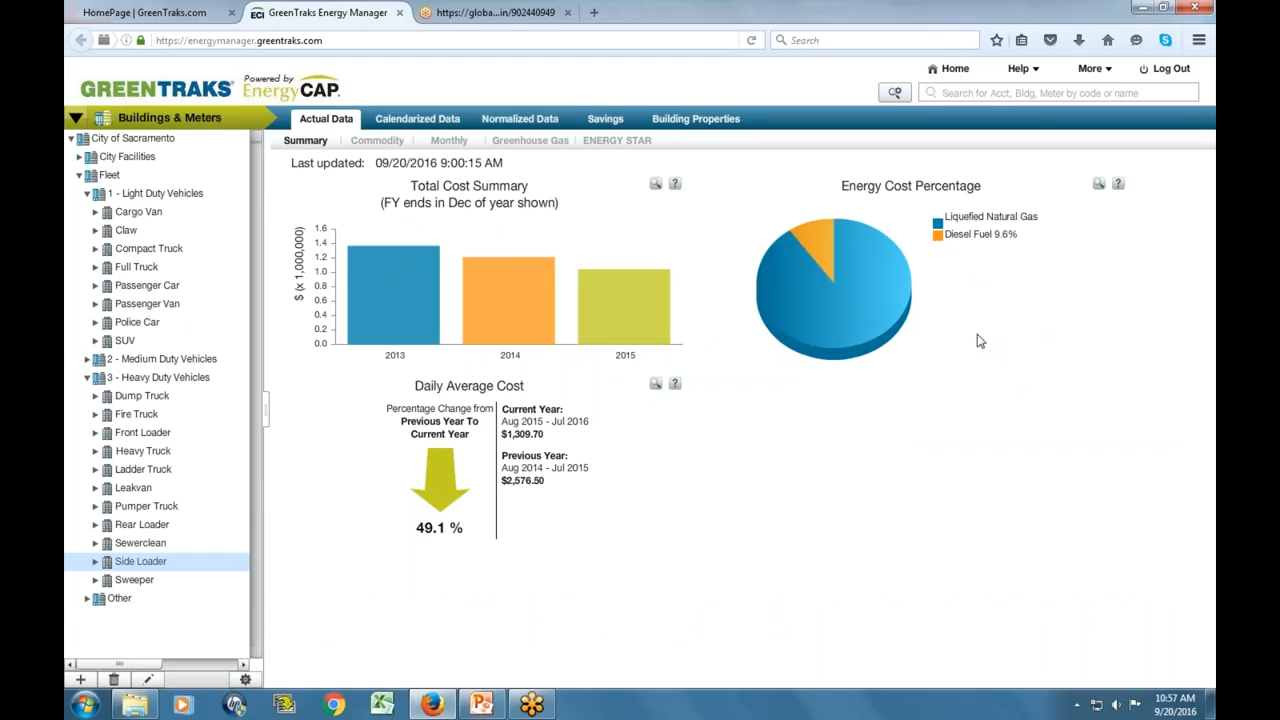 HomePage | GreenTraks.com
ECI GreenTraks Energy Manager
https://globa...in/902440949
https://energymanager.greentraks.com
Search
Home
Help
More
Log Out
GREENTRAKS
Powered by
EnergyCAP
Search for Acct, Bldg, Meter by code or name
Buildings & Meters
Actual Data
Calendarized Data
Normalized Data
Savings
Building Properties
Summary
Commodity
Monthly
Greenhouse Gas
ENERGY STAR
City of Sacramento
City Facilities
Fleet
1 - Light Duty Vehicles
Cargo Van
Claw
Compact Truck
Full Truck
Passenger Car
Passenger Van
Police Car
SUV
2 - Medium Duty Vehicles
3 - Heavy Duty Vehicles
Dump Truck
Fire Truck
Front Loader
Heavy Truck
Ladder Truck
Leakvan
Pumper Truck
Rear Loader
Sewerclean
Side Loader
Sweeper
Other
Last updated: 09/20/2016 9:00:15 AM
Total Cost Summary
(FY ends in Dec of year shown)
$ (x 1,000,000)
1.6
1.4
1.2
1.0
0.8
0.6
0.4
0.2
0.0
2013
2014
2015
Energy Cost Percentage
Liquefied Natural Gas
Diesel Fuel 9.6%
Daily Average Cost
Percentage Change from
Previous Year To
Current Year
49.1 %
Current Year:
Aug 2015 - Jul 2016
$1,309.70
Previous Year:
Aug 2014 - Jul 2015
$2,576.50
10:57 AM
9/20/2016